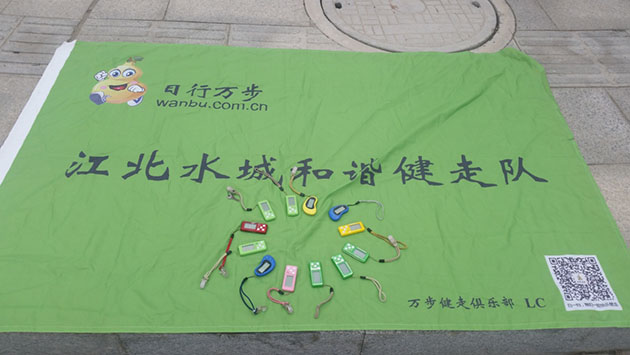 日行万步
wanbu.com.cn
江北水城和谐健走队
万步健走俱乐部 LC